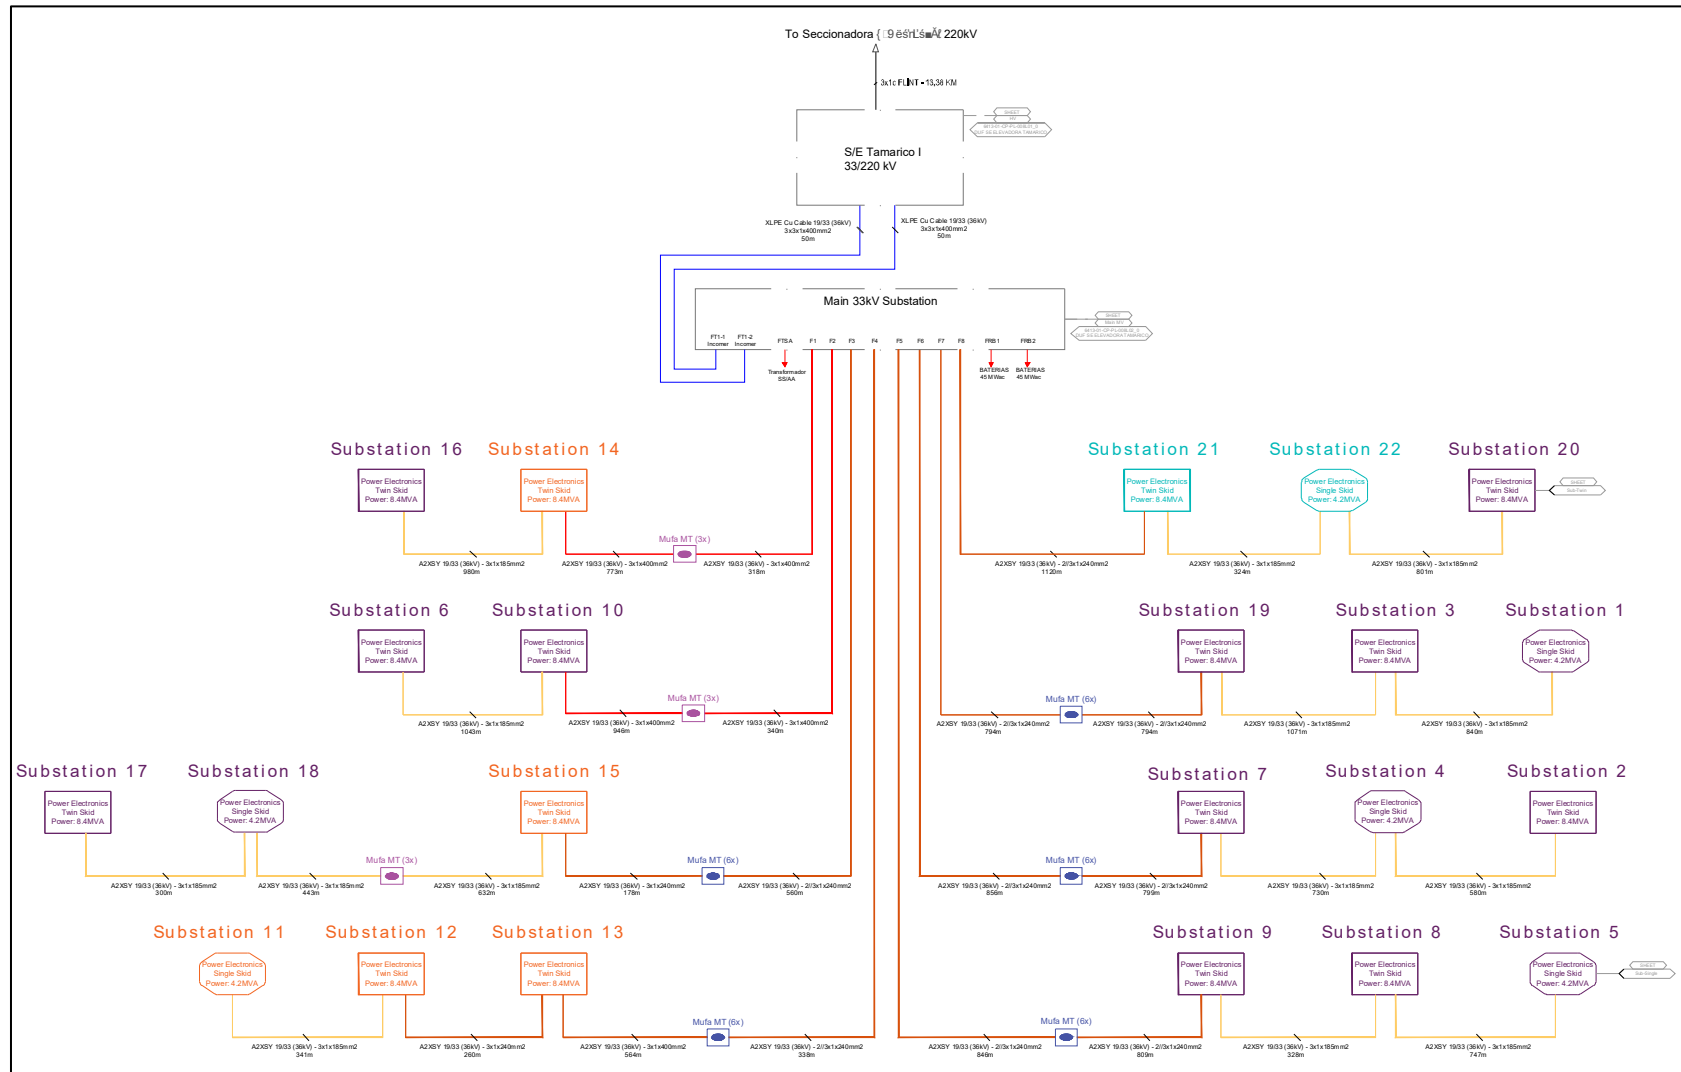 To Seccionadora
220kV
3x1c FLINT - 13,38 KM
SHEET
HV
S/E Tamarico I
33/220 kV
XLPE Cu Cable 19/33 (36kV)
3x3x1x400mm2
50m
XLPE Cu Cable 19/33 (36kV)
3x3x1x400mm2
50m
Main 33kV Substation
SHEET
Main MV
FT1-1
Incomer
FT1-2
Incomer
FTSA
F1
F2
F3
F4
F5
F6
F7
F8
FRB1
FRB2
Transformador
SS/AA
BATERIAS
45 MWac
BATERIAS
45 MWac
Substation 16
Substation 14
Substation 21
Substation 22
Substation 20
Power Electronics
Twin Skid
Power: 8.4MVA
Power Electronics
Twin Skid
Power: 8.4MVA
Power Electronics
Twin Skid
Power: 8.4MVA
Power Electronics
Single Skid
Power: 4.2MVA
Power Electronics
Twin Skid
Power: 8.4MVA
SHEET
Sub-Twin
Mufa MT (3x)
A2XSY 19/33 (36kV) - 3x1x185mm2
980m
A2XSY 19/33 (36kV) - 3x1x400mm2
773m
A2XSY 19/33 (36kV) - 3x1x400mm2
318m
A2XSY 19/33 (36kV) - 2//3x1x240mm2
1120m
A2XSY 19/33 (36kV) - 3x1x185mm2
324m
A2XSY 19/33 (36kV) - 3x1x185mm2
801m
Substation 6
Substation 10
Substation 19
Substation 3
Substation 1
Power Electronics
Twin Skid
Power: 8.4MVA
Power Electronics
Twin Skid
Power: 8.4MVA
Power Electronics
Twin Skid
Power: 8.4MVA
Power Electronics
Twin Skid
Power: 8.4MVA
Power Electronics
Single Skid
Power: 4.2MVA
Mufa MT (3x)
Mufa MT (6x)
A2XSY 19/33 (36kV) - 3x1x185mm2
1043m
A2XSY 19/33 (36kV) - 3x1x400mm2
946m
A2XSY 19/33 (36kV) - 3x1x400mm2
340m
A2XSY 19/33 (36kV) - 2//3x1x240mm2
794m
A2XSY 19/33 (36kV) - 2//3x1x240mm2
794m
A2XSY 19/33 (36kV) - 3x1x185mm2
1071m
A2XSY 19/33 (36kV) - 3x1x185mm2
840m
Substation 17
Substation 18
Substation 15
Substation 7
Substation 4
Substation 2
Power Electronics
Twin Skid
Power: 8.4MVA
Power Electronics
Single Skid
Power: 4.2MVA
Power Electronics
Twin Skid
Power: 8.4MVA
Power Electronics
Twin Skid
Power: 8.4MVA
Power Electronics
Single Skid
Power: 4.2MVA
Power Electronics
Twin Skid
Power: 8.4MVA
Mufa MT (3x)
Mufa MT (6x)
Mufa MT (6x)
A2XSY 19/33 (36kV) - 3x1x185mm2
300m
A2XSY 19/33 (36kV) - 3x1x185mm2
443m
A2XSY 19/33 (36kV) - 3x1x185mm2
632m
A2XSY 19/33 (36kV) - 3x1x240mm2
178m
A2XSY 19/33 (36kV) - 2//3x1x240mm2
560m
A2XSY 19/33 (36kV) - 2//3x1x240mm2
856m
A2XSY 19/33 (36kV) - 2//3x1x240mm2
799m
A2XSY 19/33 (36kV) - 3x1x185mm2
730m
A2XSY 19/33 (36kV) - 3x1x185mm2
580m
Substation 11
Substation 12
Substation 13
Substation 9
Substation 8
Substation 5
Power Electronics
Single Skid
Power: 4.2MVA
Power Electronics
Twin Skid
Power: 8.4MVA
Power Electronics
Twin Skid
Power: 8.4MVA
Power Electronics
Twin Skid
Power: 8.4MVA
Power Electronics
Twin Skid
Power: 8.4MVA
Power Electronics
Single Skid
Power: 4.2MVA
SHEET
Sub-Single
Mufa MT (6x)
Mufa MT (6x)
A2XSY 19/33 (36kV) - 3x1x185mm2
341m
A2XSY 19/33 (36kV) - 3x1x240mm2
260m
A2XSY 19/33 (36kV) - 3x1x400mm2
564m
A2XSY 19/33 (36kV) - 2//3x1x240mm2
338m
A2XSY 19/33 (36kV) - 2//3x1x240mm2
846m
A2XSY 19/33 (36kV) - 2//3x1x240mm2
809m
A2XSY 19/33 (36kV) - 3x1x185mm2
328m
A2XSY 19/33 (36kV) - 3x1x185mm2
747m